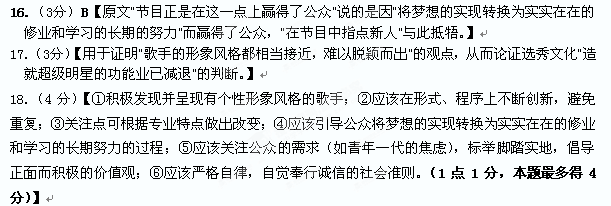 16.（3分）B【原文“节目正是在这一点上赢得了公众”说的是因“将梦想的实现转换为实实在在的
修业和学习的长期的努力”而赢得了公众，“在节目中指点新人”与此抵牾。】
17.（3分）【用于证明“歌手的形象风格都相当接近，难以脱颖而出”的观点，从而论证选秀文化“造
就超级明星的功能业已减退”的判断。】
18.（4 分）【①积极发现并呈现有个性形象风格的歌手；②应该在形式、程序上不断创新，避免
重复；③关注点可根据专业特点做出改变；④应该引导公众将梦想的实现转换为实实在在的修业
和学习的长期努力的过程；⑤应该关注公众的需求（如青年一代的焦虑），标举脚踏实地，倡导
正面而积极的价值观；⑥应该严格自律，自觉奉行诚信的社会准则。（1 点 1 分，本题最多得 4
分）】